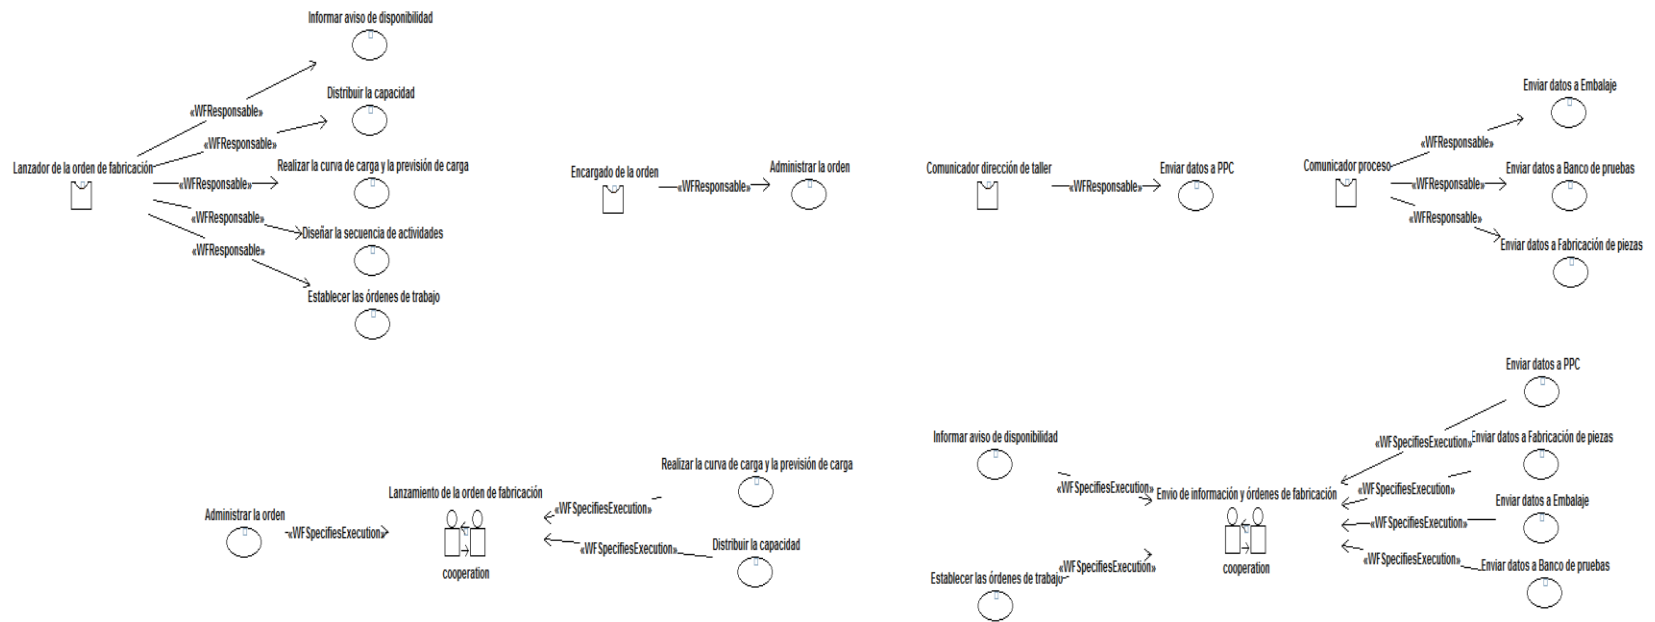 Informar aviso de disponibilidad
«WFResponsable»
Distribuir la capacidad
«WFResponsable»
Lanzador de la orden de fabricación
Realizar la curva de carga y la previsión de carga
«WFResponsable»
«WFResponsable»
Diseñar la secuencia de actividades
«WFResponsable»
Establecer las órdenes de trabajo
Encargado de la orden
«WFResponsable»
Administrar la orden
Comunicador dirección de taller
«WFResponsable»
Enviar datos a PPC
Enviar datos a Embalaje
«WFResponsable»
Comunicador proceso
Enviar datos a Banco de pruebas
«WFResponsable»
«WFResponsable»
Enviar datos a Fabricación de piezas
Administrar la orden
«WFSpecifiesExecution»
Lanzamiento de la orden de fabricación
cooperation
Realizar la curva de carga y la previsión de carga
«WFSpecifiesExecution»
Distribuir la capacidad
«WFSpecifiesExecution»
Informar aviso de disponibilidad
«WFSpecifiesExecution»
Establecer las órdenes de trabajo
«WFSpecifiesExecution»
Envio de información y órdenes de fabricación
cooperation
Enviar datos a PPC
«WFSpecifiesExecution»
Enviar datos a Fabricación de piezas
«WFSpecifiesExecution»
Enviar datos a Embalaje
«WFSpecifiesExecution»
Enviar datos a Banco de pruebas
«WFSpecifiesExecution»